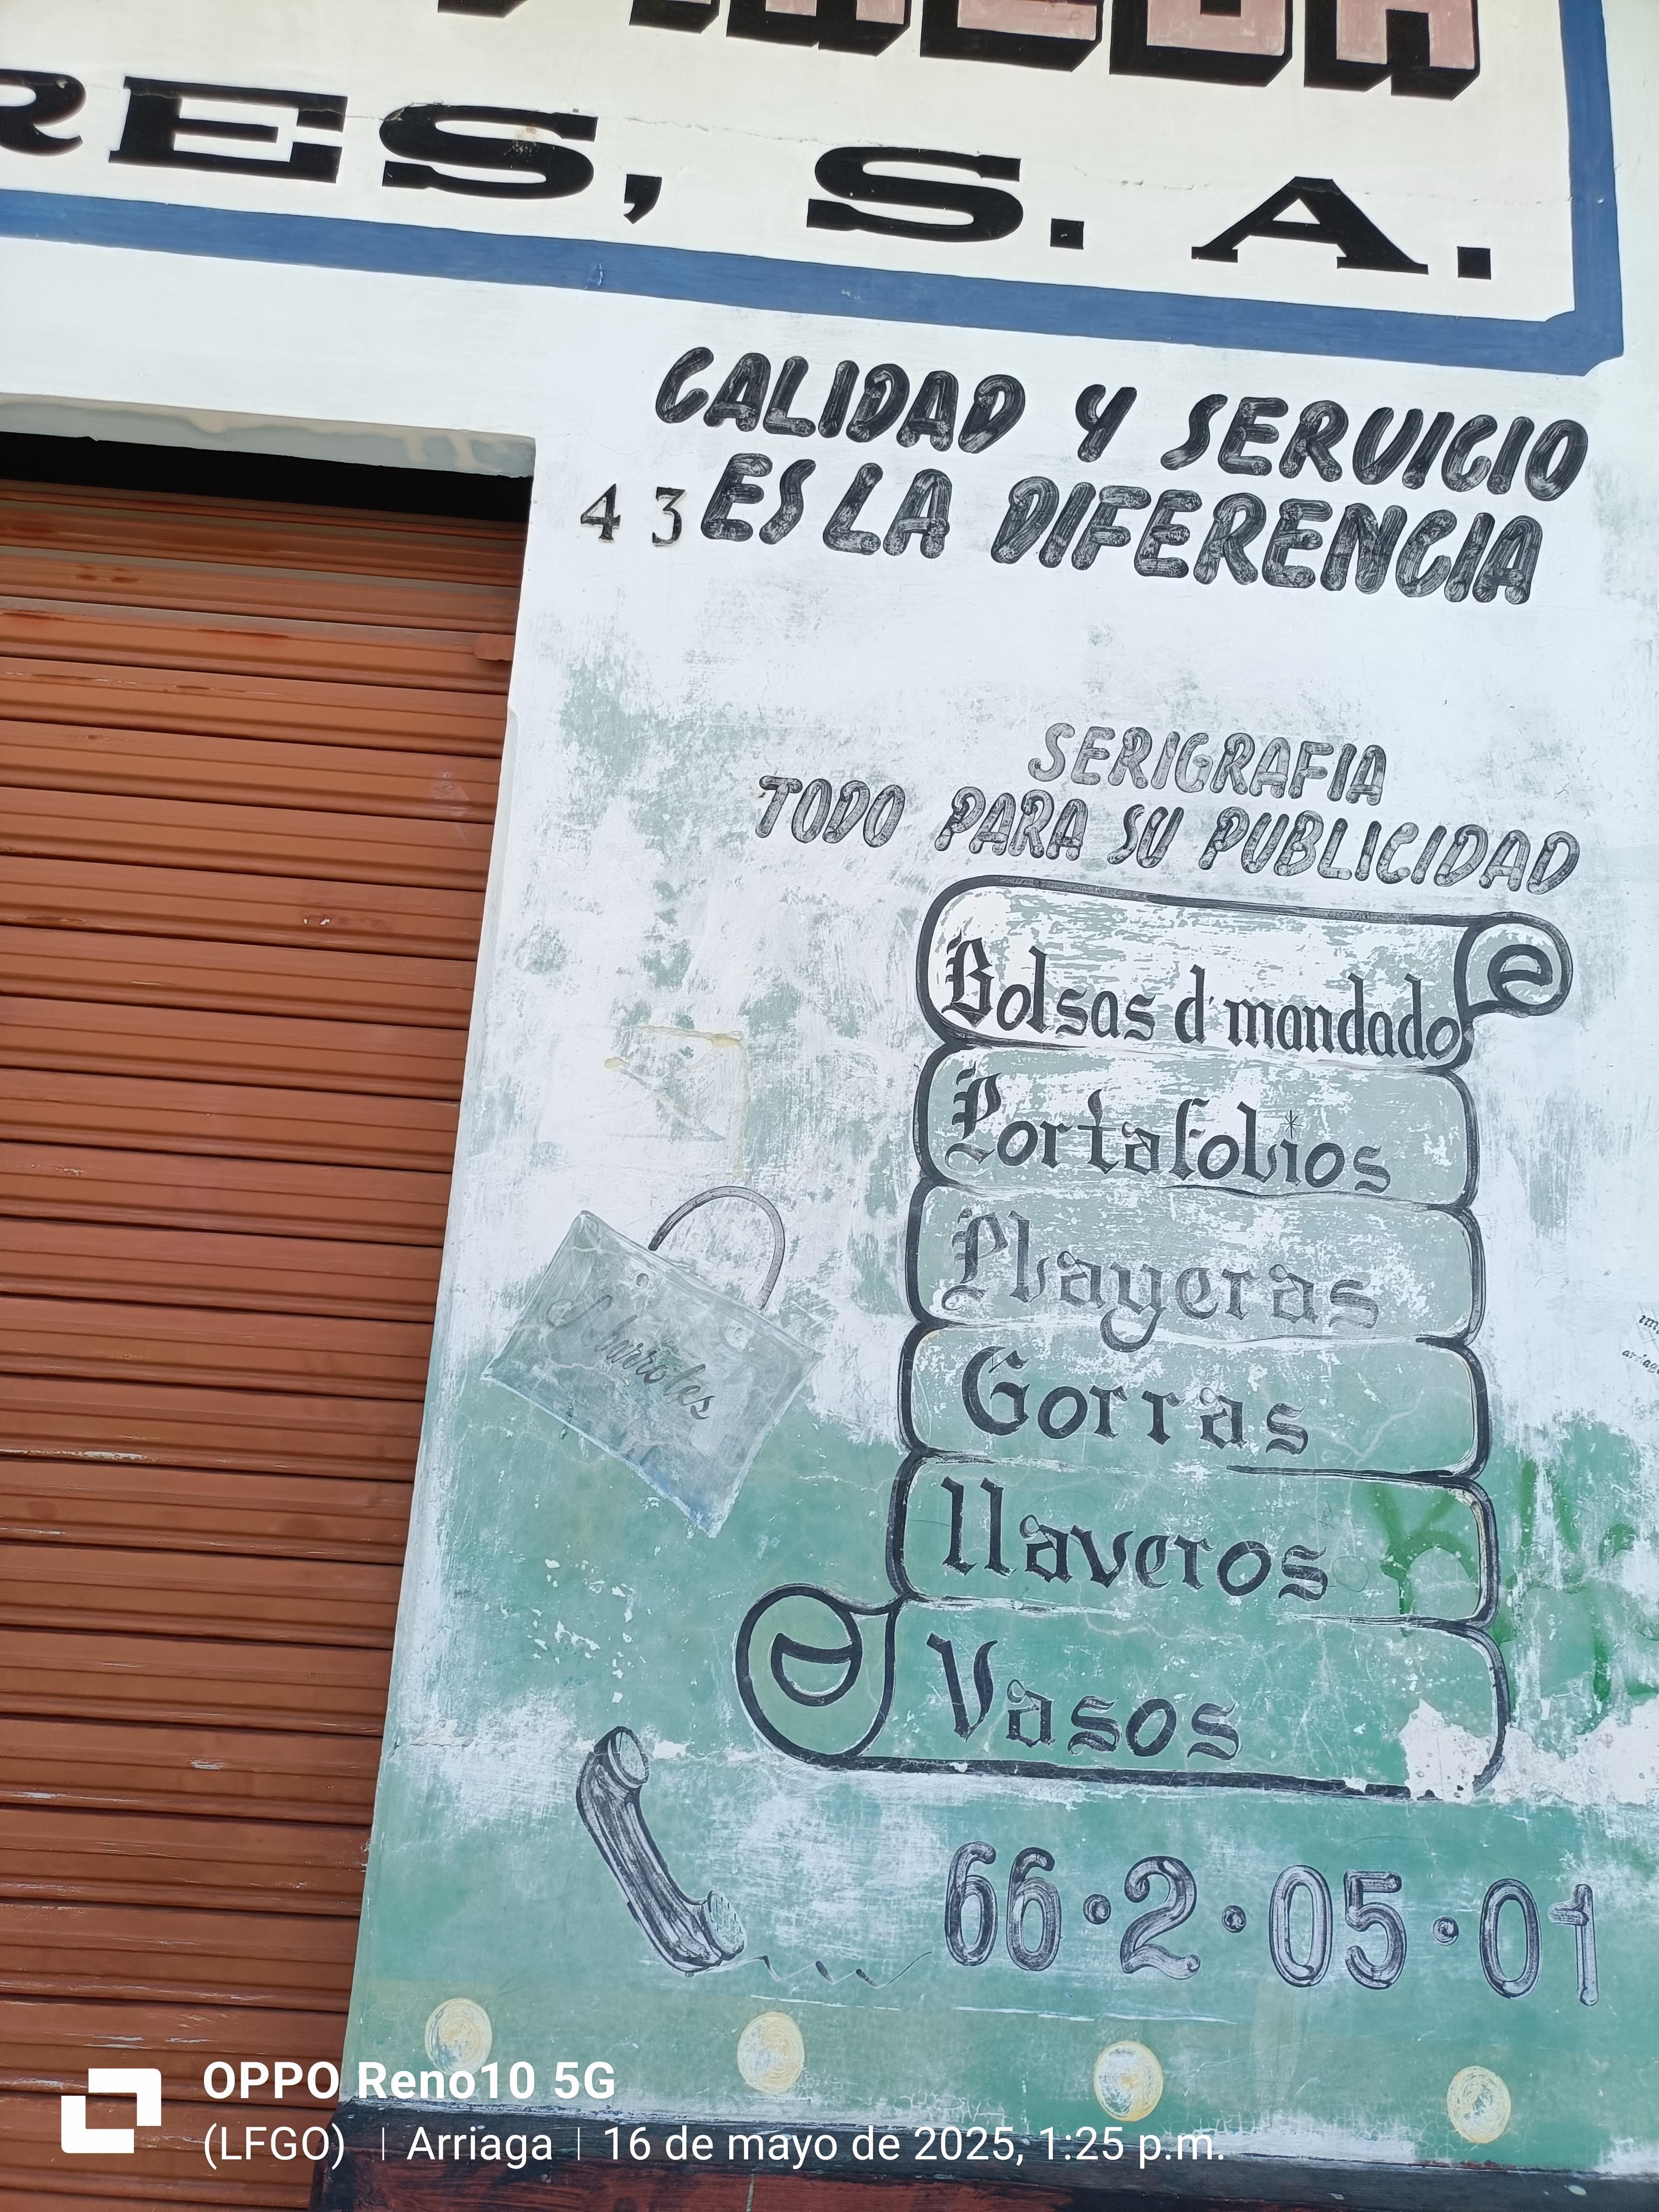 RES, S. A.
CALIDAD Y SERVICIO
43
ES LA DIFERENCIA
SERIGRAFIA
TODO PARA SU PUBLICIDAD
Bolsas d' mandado
Portafolios
Playeras
Gorras
llaveros
Vasos
Abarrotes
66·2·05·01
OPPO Reno10 5G
(LFGO) | Arriaga | 16 de mayo de 2025, 1:25 p.m.